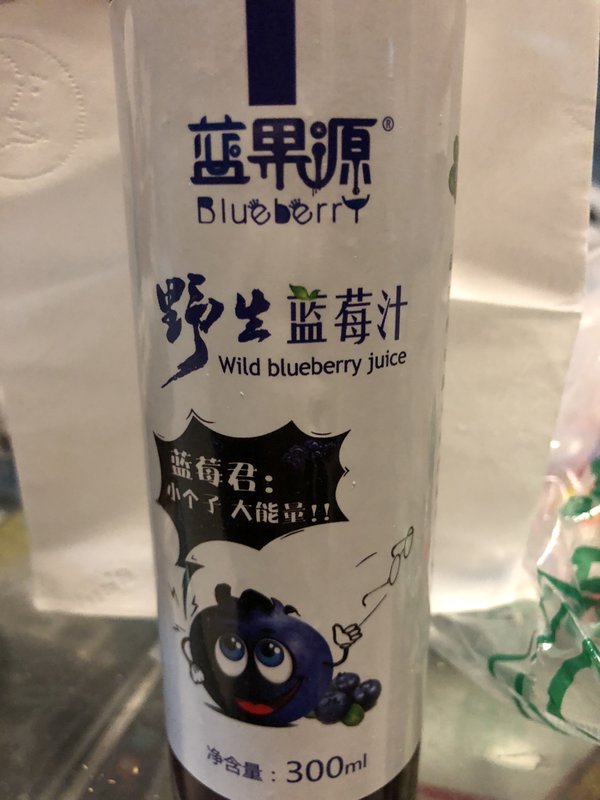 蓝果源®
Blueberry
野生蓝莓汁
Wild blueberry juice
蓝莓君：
小个子 大能量!!
净含量：300ml